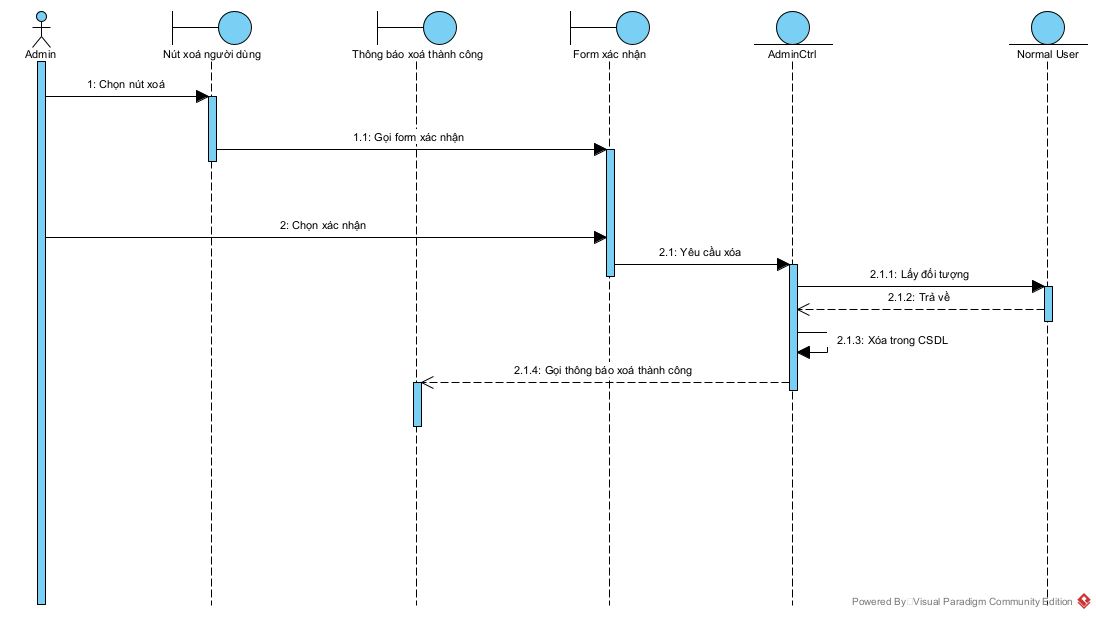 Admin
Nút xoá người dùng
Thông báo xoá thành công
Form xác nhận
AdminCtrl
Normal User
1: Chọn nút xoá
1.1: Gọi form xác nhận
2: Chọn xác nhận
2.1: Yêu cầu xóa
2.1.1: Lấy đối tượng
2.1.2: Trả về
2.1.3: Xóa trong CSDL
2.1.4: Gọi thông báo xoá thành công
Powered By Visual Paradigm Community Edition